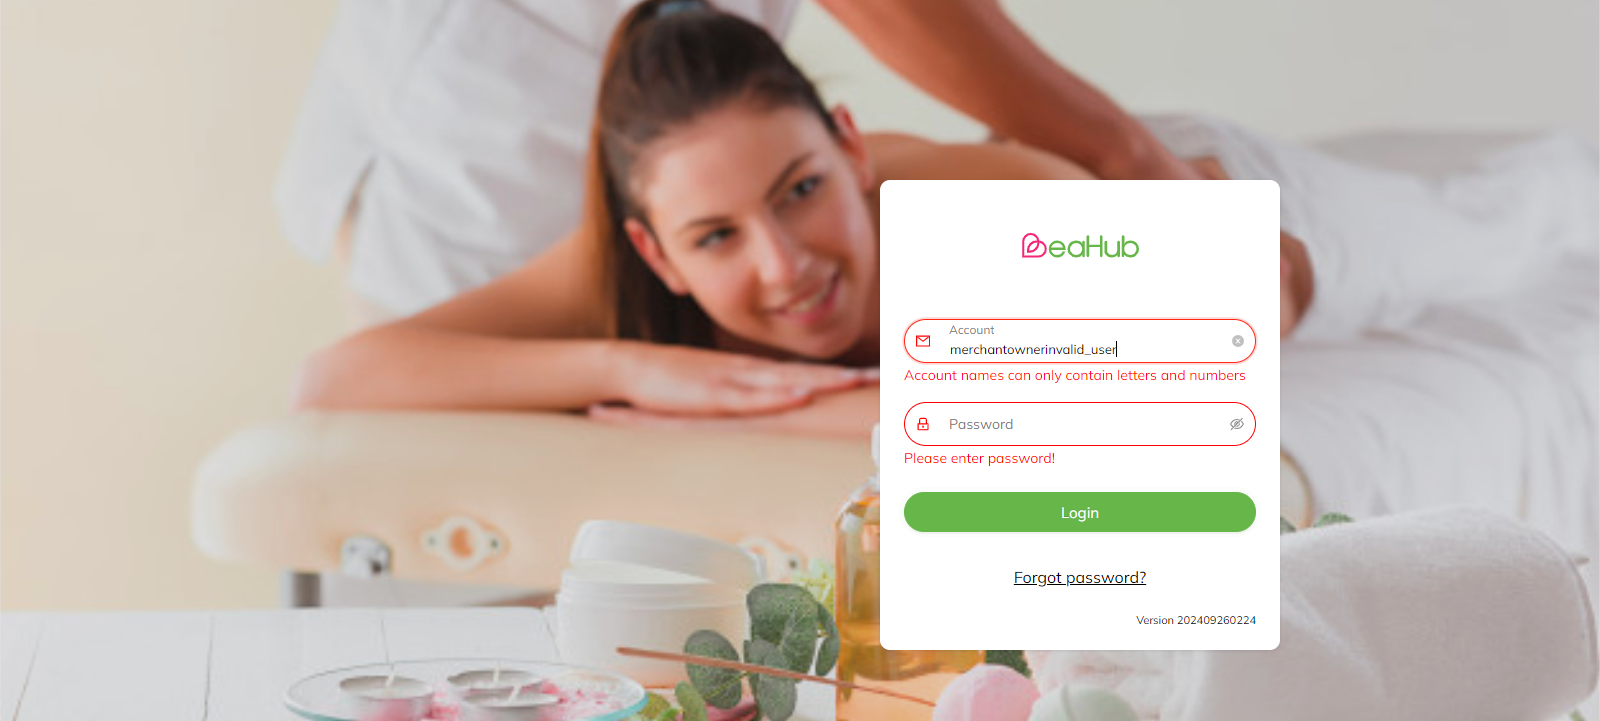 BeaHub
Account
merchantownerinvalid_user
Account names can only contain letters and numbers
Password
Please enter password!
Login
Forgot password?
Version 202409260224